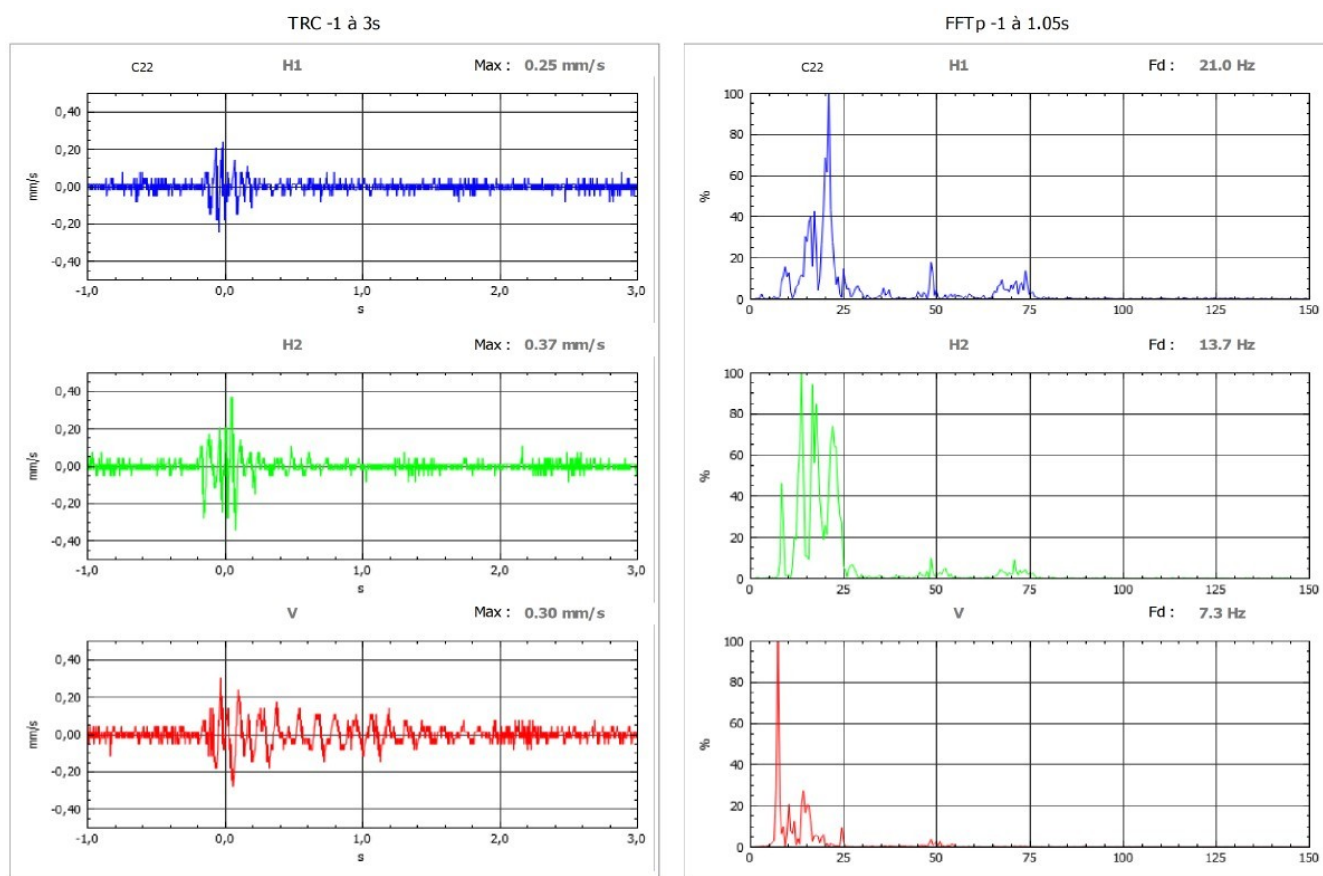 TRC -1 à 3s
C22 H1 Max : 0.25 mm/s
0,40
0,20
0,00
-0,20
-0,40
mm/s
-1,0 0,0 1,0 2,0 3,0
s
H2 Max : 0.37 mm/s
0,40
0,20
0,00
-0,20
-0,40
mm/s
-1,0 0,0 1,0 2,0 3,0
s
V Max : 0.30 mm/s
0,40
0,20
0,00
-0,20
-0,40
mm/s
-1,0 0,0 1,0 2,0 3,0
s
FFTp -1 à 1.05s
C22 H1 Fd : 21.0 Hz
100
80
60
40
20
0
%
0 25 50 75 100 125 150
H2 Fd : 13.7 Hz
100
80
60
40
20
0
%
0 25 50 75 100 125 150
V Fd : 7.3 Hz
100
80
60
40
20
0
%
0 25 50 75 100 125 150